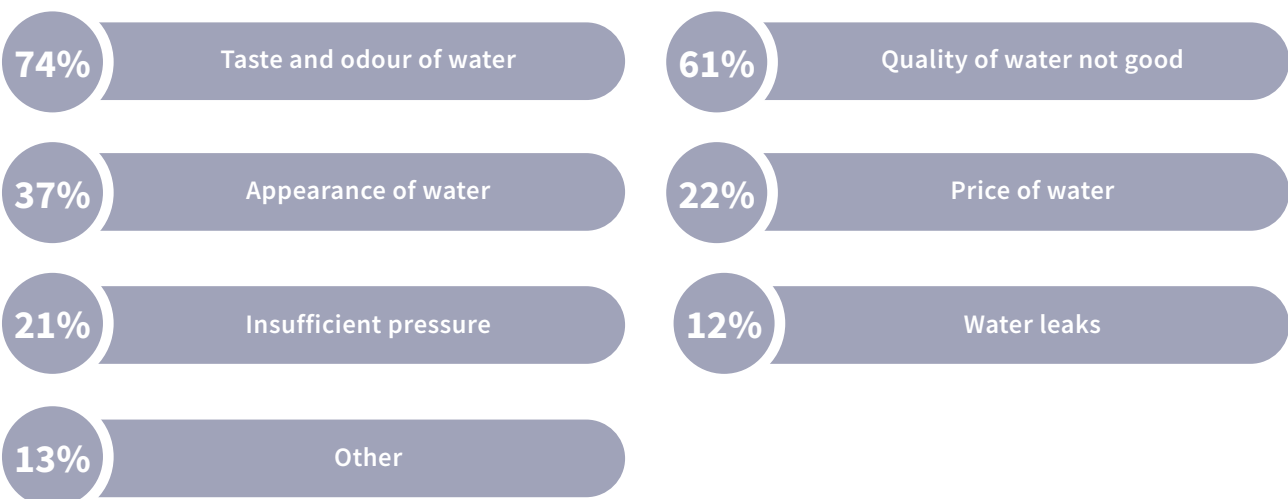 74% Taste and odour of water
61% Quality of water not good
37% Appearance of water
22% Price of water
21% Insufficient pressure
12% Water leaks
13% Other